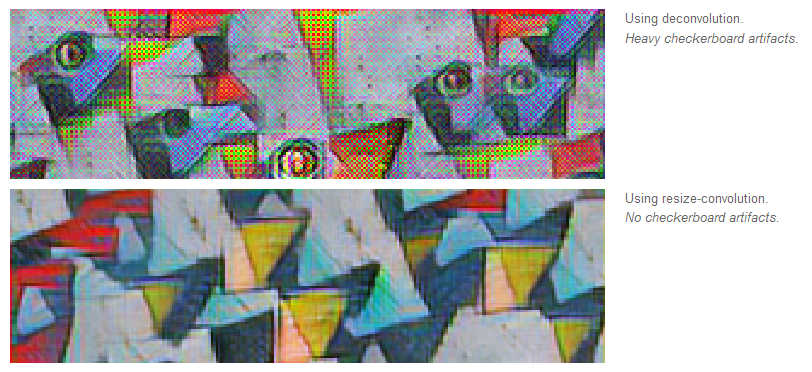 Using deconvolution.
Heavy checkerboard artifacts.
Using resize-convolution.
No checkerboard artifacts.